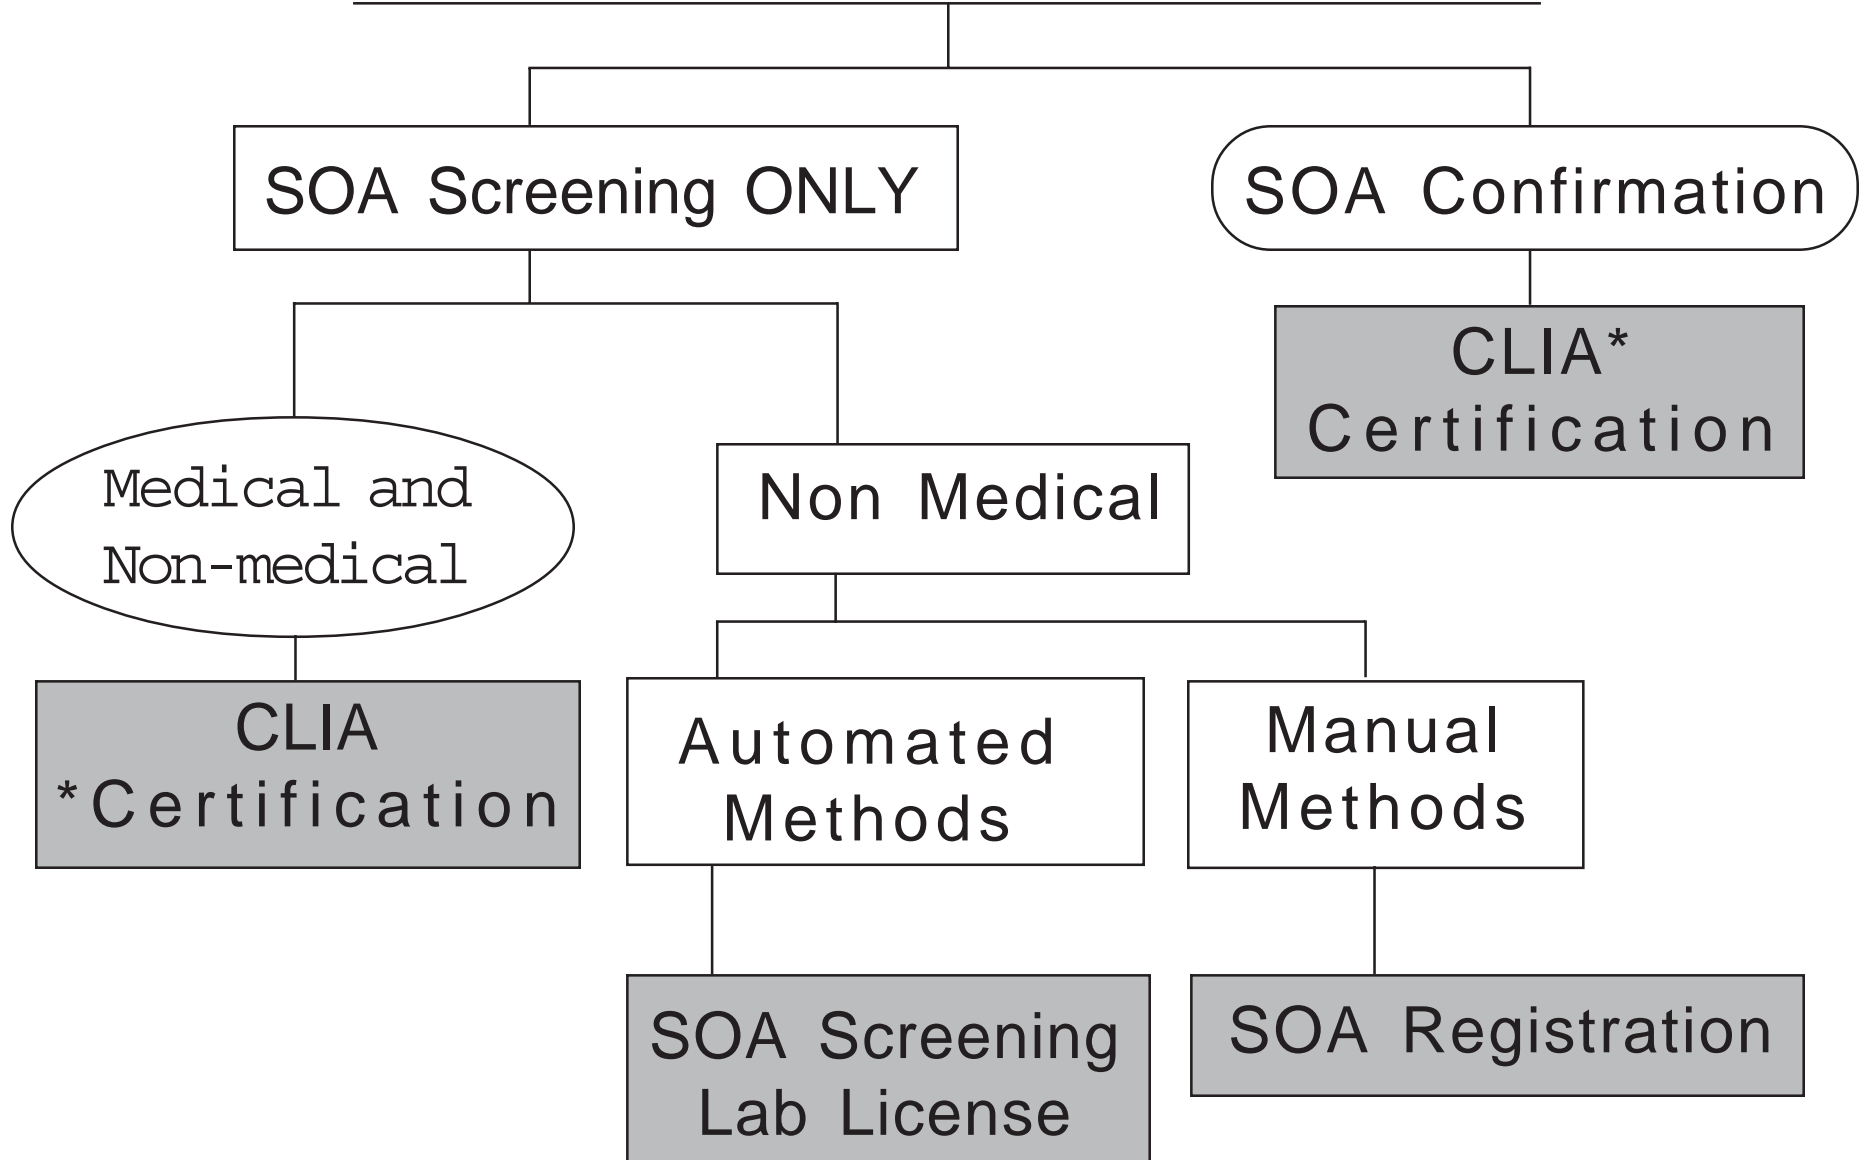 SOA Screening ONLY
SOA Confirmation
CLIA*
Certification
Medical and
Non-medical
Non Medical
CLIA
*Certification
Automated
Methods
Manual
Methods
SOA Screening
Lab License
SOA Registration